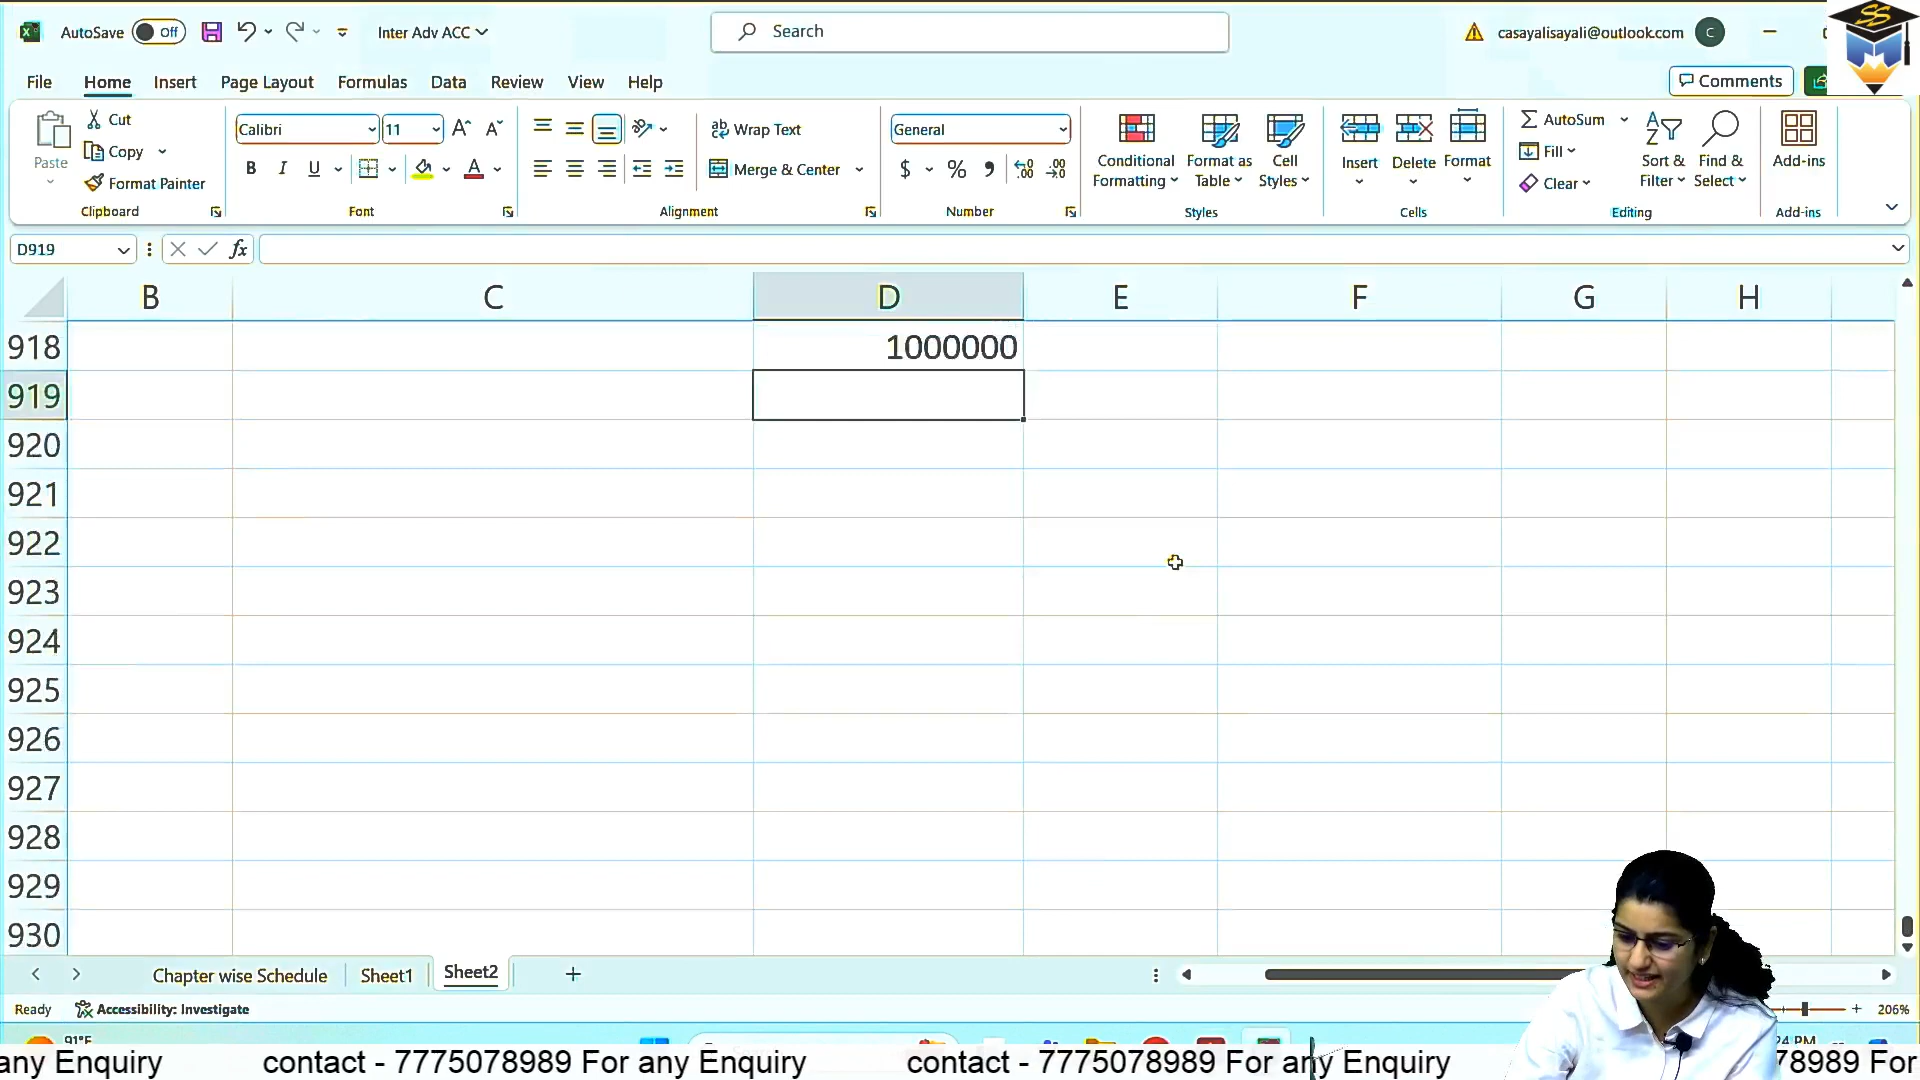 AutoSave Off Inter Adv ACC Search casayalisayali@outlook.com C
SS
File Home Insert Page Layout Formulas Data Review View Help Comments
Paste Cut Copy Format Painter Clipboard
Calibri 11 B I U A Font
Wrap Text Merge & Center Alignment
General $ % Number
Conditional Formatting Format as Table Cell Styles Styles
Insert Delete Format Cells
AutoSum Fill Clear Sort & Filter Find & Select Editing
Add-ins Add-ins
D919 fx
B C D E F G H
918 1000000
919
920
921
922
923
924
925
926
927
928
929
930
Chapter wise Schedule Sheet1 Sheet2
Ready Accessibility: Investigate 206%
91°F
any Enquiry contact - 7775078989 For any Enquiry contact - 7775078989 For any Enquiry 78989 For